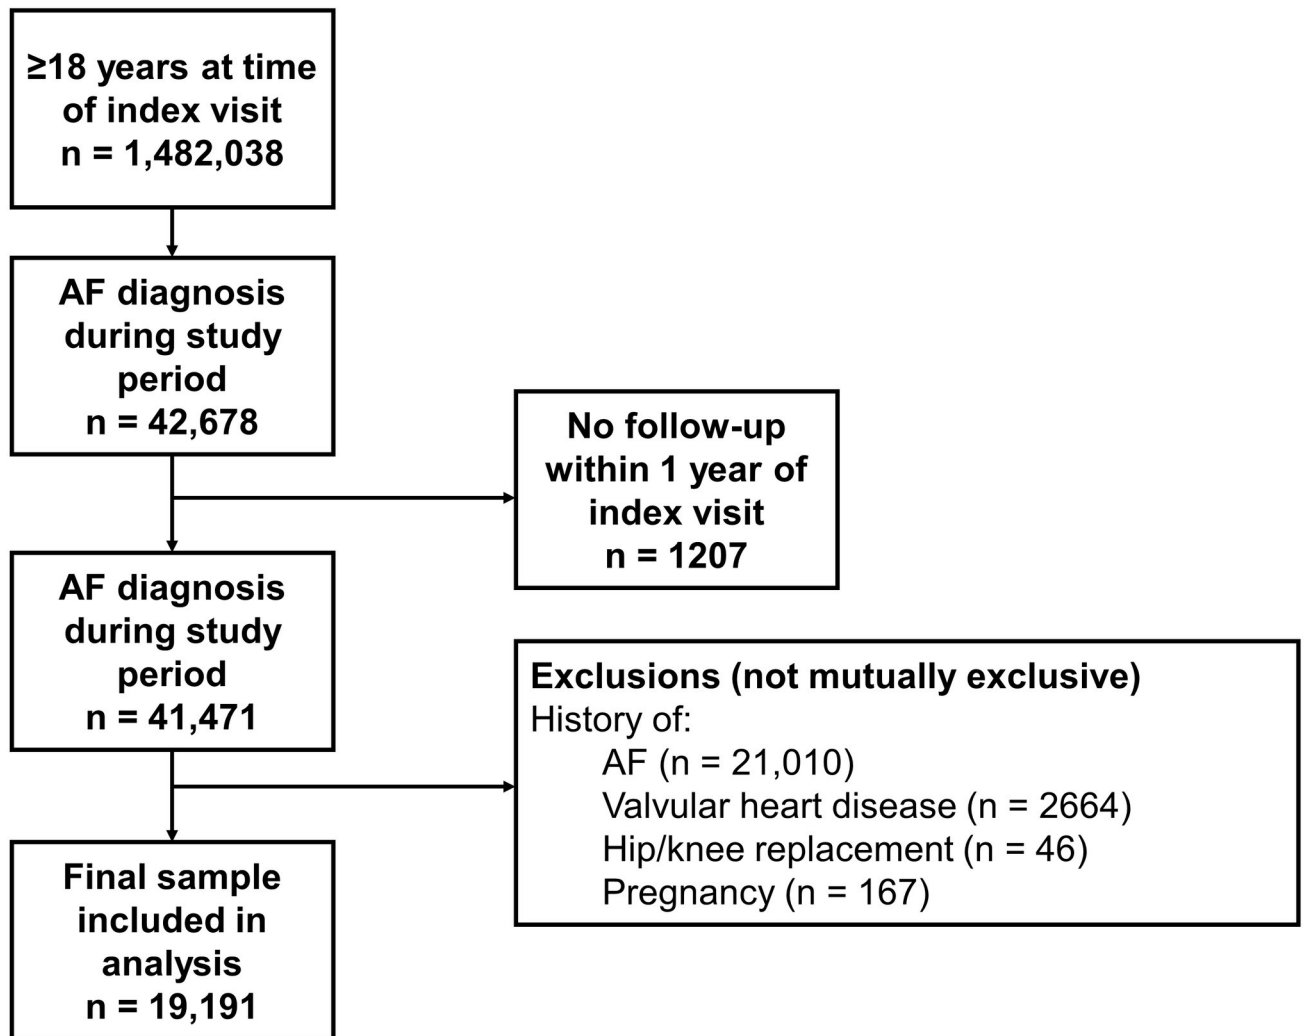 ≥18 years at time
of index visit
n = 1,482,038
AF diagnosis
during study
period
n = 42,678
No follow-up
within 1 year of
index visit
n = 1207
AF diagnosis
during study
period
n = 41,471
Exclusions (not mutually exclusive)
History of:
AF (n = 21,010)
Valvular heart disease (n = 2664)
Hip/knee replacement (n = 46)
Pregnancy (n = 167)
Final sample
included in
analysis
n = 19,191